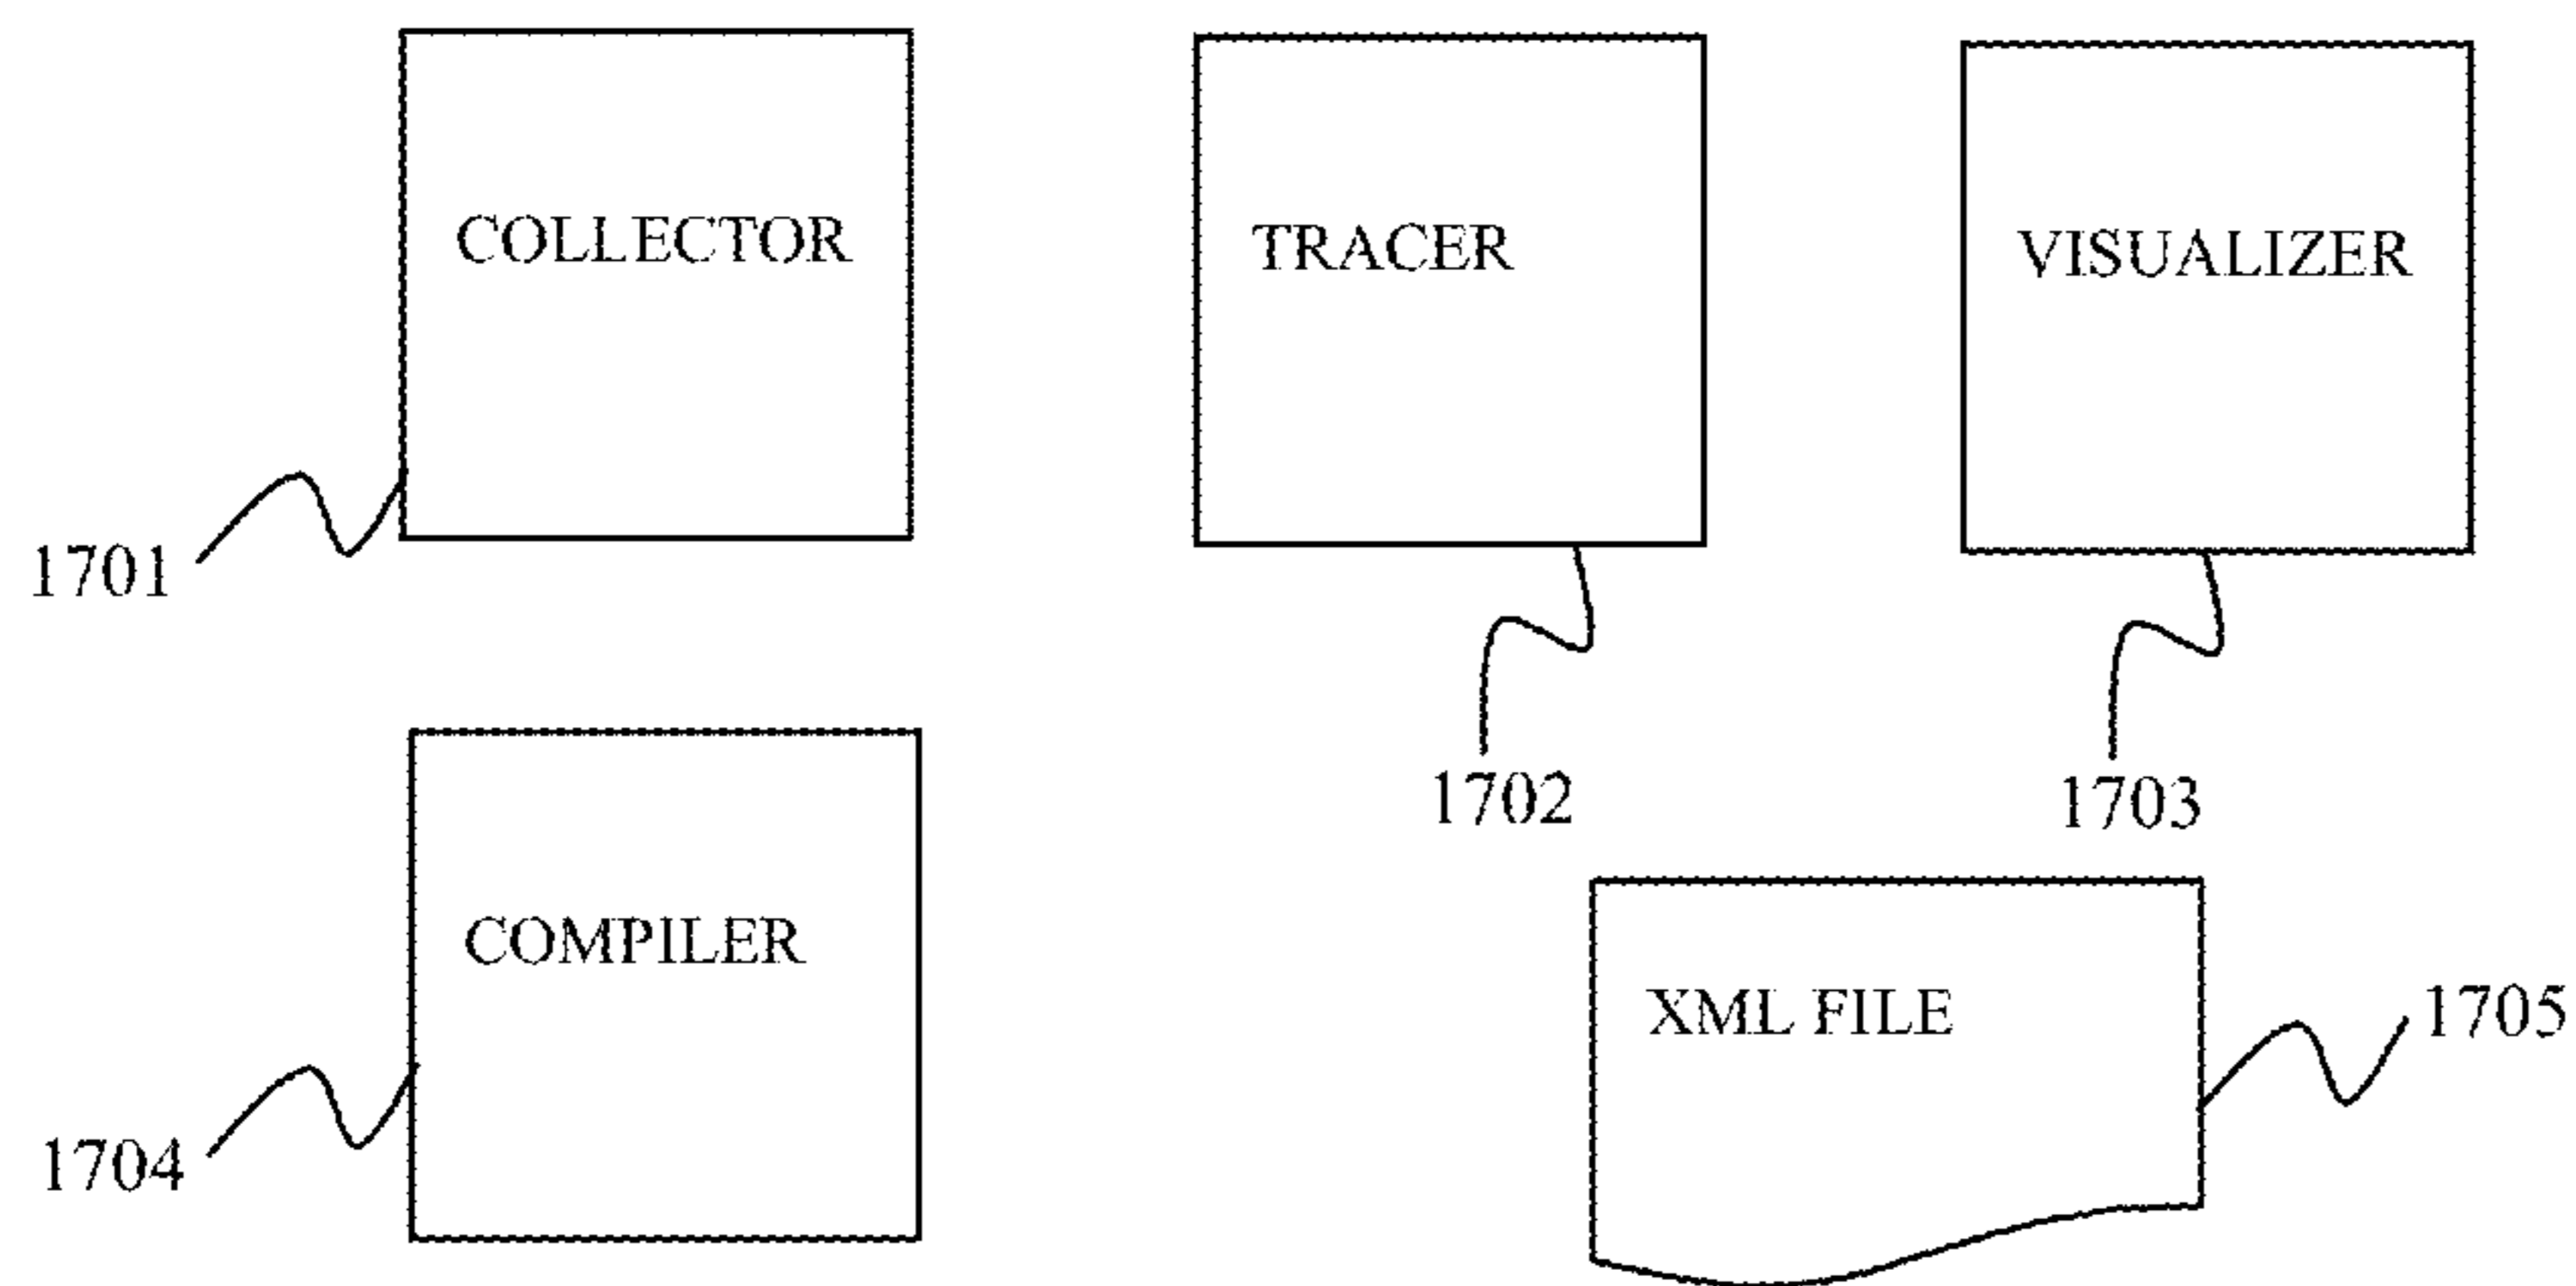 COLLECTOR
TRACER
VISUALIZER
1701
1702
1703
COMPILER
XML FILE
1705
1704